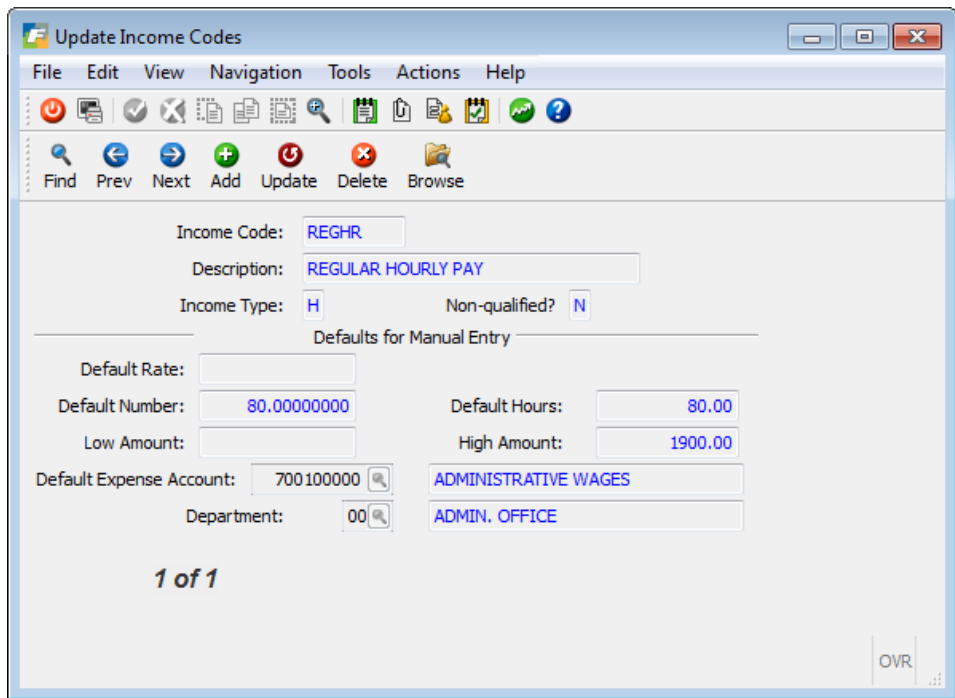 Update Income Codes
File Edit View Navigation Tools Actions Help
Find Prev Next Add Update Delete Browse
Income Code: REGHR
Description: REGULAR HOURLY PAY
Income Type: H Non-qualified? N
Defaults for Manual Entry
Default Rate:
Default Number: 80.00000000 Default Hours: 80.00
Low Amount: High Amount: 1900.00
Default Expense Account: 700100000 ADMINISTRATIVE WAGES
Department: 00 ADMIN. OFFICE
1 of 1
OVR